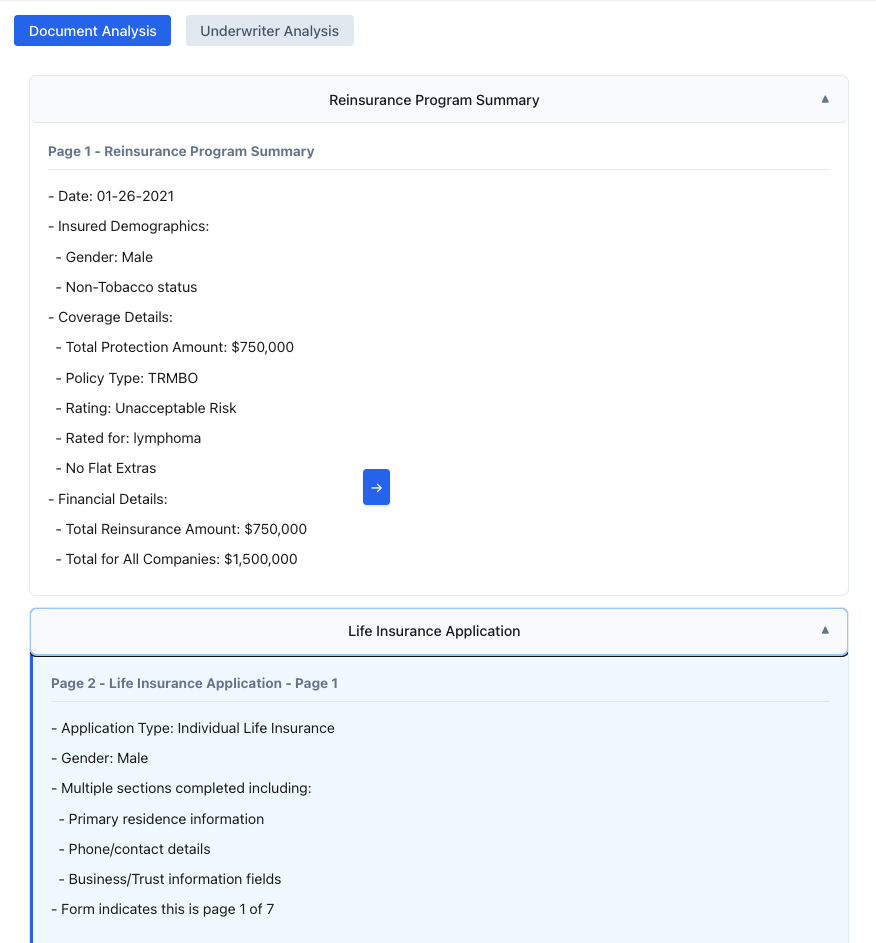 Document Analysis
Underwriter Analysis
Reinsurance Program Summary ▲
Page 1 - Reinsurance Program Summary
- Date: 01-26-2021
- Insured Demographics:
- Gender: Male
- Non-Tobacco status
- Coverage Details:
- Total Protection Amount: $750,000
- Policy Type: TRMBO
- Rating: Unacceptable Risk
- Rated for: lymphoma
- No Flat Extras
→
- Financial Details:
- Total Reinsurance Amount: $750,000
- Total for All Companies: $1,500,000
Life Insurance Application ▲
Page 2 - Life Insurance Application - Page 1
- Application Type: Individual Life Insurance
- Gender: Male
- Multiple sections completed including:
- Primary residence information
- Phone/contact details
- Business/Trust information fields
- Form indicates this is page 1 of 7